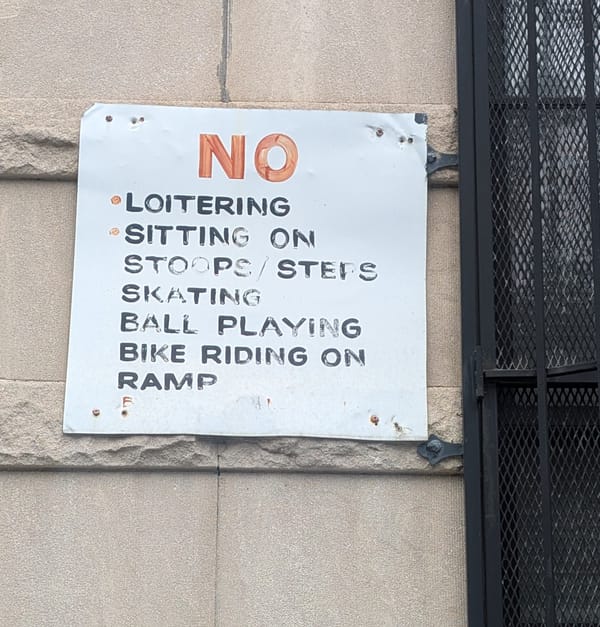 NO
• LOITERING
• SITTING ON
STOOPS/STEPS
SKATING
BALL PLAYING
BIKE RIDING ON
RAMP